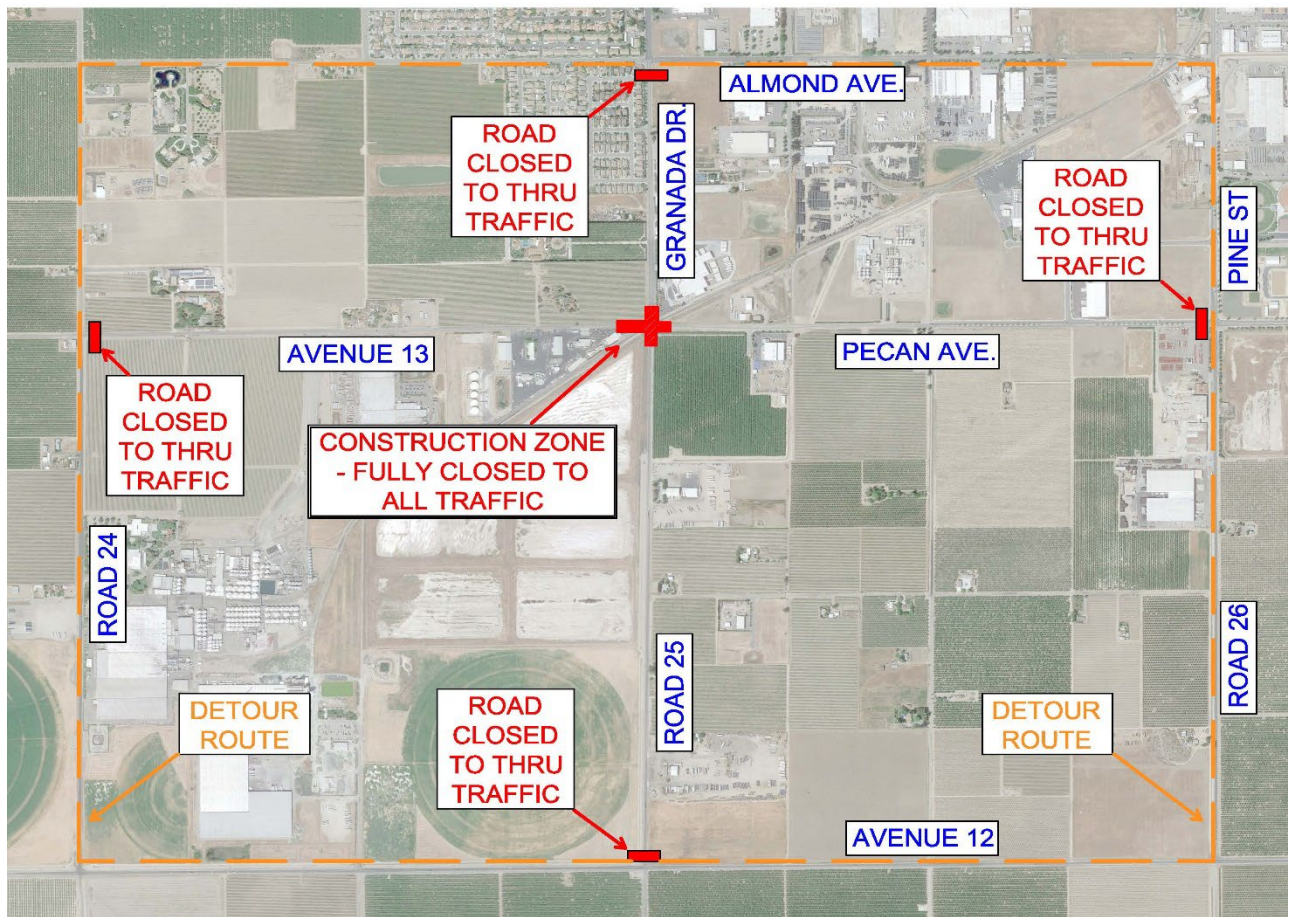 ALMOND AVE.
ROAD
CLOSED
TO THRU
TRAFFIC
GRANADA DR.
ROAD
CLOSED
TO THRU
TRAFFIC
PINE ST
AVENUE 13
PECAN AVE.
ROAD
CLOSED
TO THRU
TRAFFIC
CONSTRUCTION ZONE
- FULLY CLOSED TO
ALL TRAFFIC
ROAD 24
ROAD 25
ROAD 26
DETOUR
ROUTE
ROAD
CLOSED
TO THRU
TRAFFIC
DETOUR
ROUTE
AVENUE 12